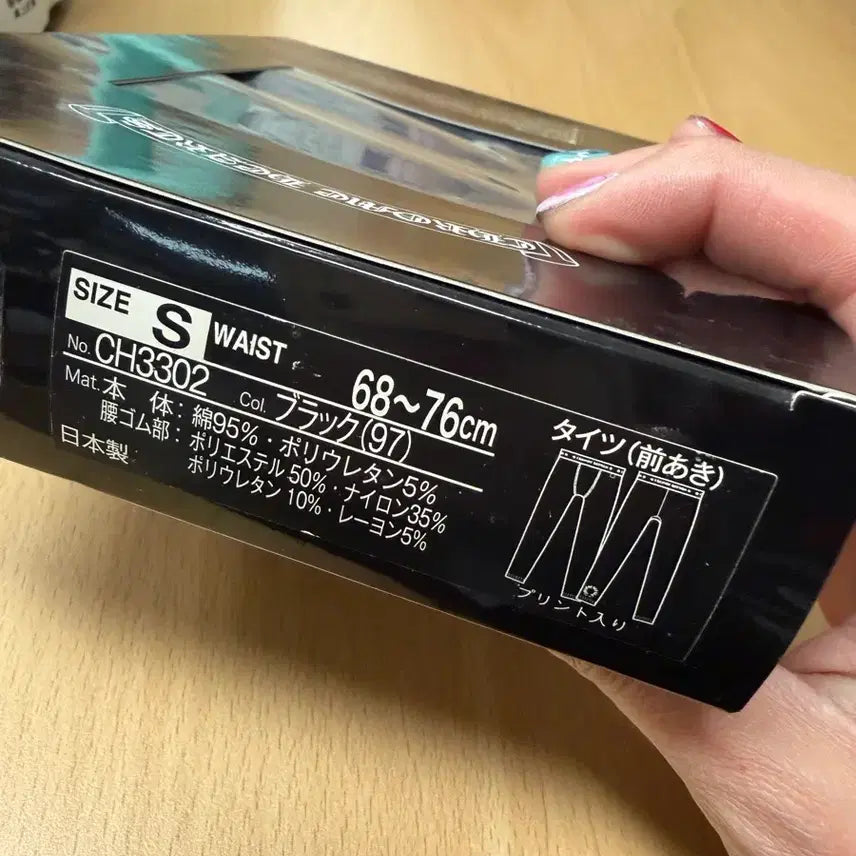 CHROME HEARTS
SIZE S WAIST 68~76cm
No. CH3302 Col. ブラック(97)
Mat. 本 体 : 綿95%・ポリウレタン5%
腰ゴム部 : ポリエステル50%・ナイロン35%
ポリウレタン10%・レーヨン5%
日本製
タイツ(前あき)
プリント入り